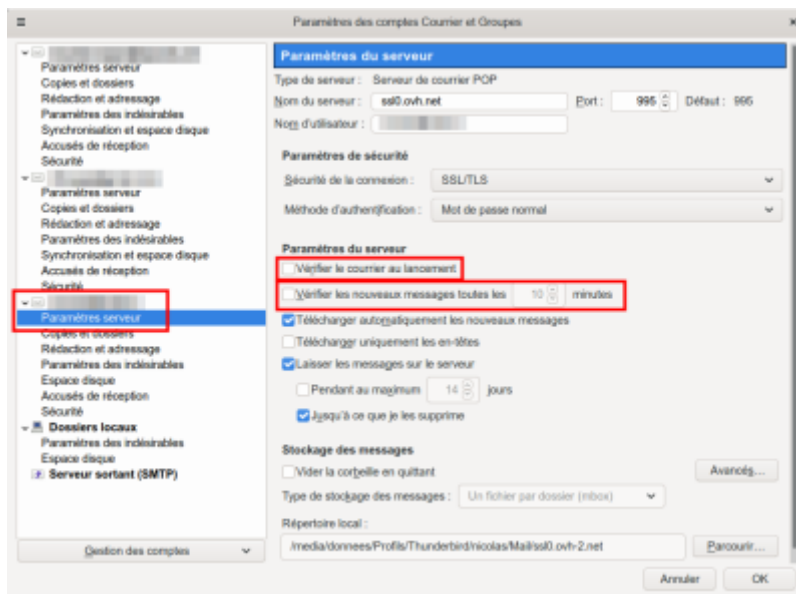 Paramètres des comptes Courrier et Groupes
Paramètres serveur
Copies et dossiers
Rédaction et adressage
Paramètres des indésirables
Synchronisation et espace disque
Accusés de réception
Sécurité
Paramètres serveur
Copies et dossiers
Rédaction et adressage
Paramètres des indésirables
Synchronisation et espace disque
Accusés de réception
Sécurité
Paramètres serveur
Copies et dossiers
Rédaction et adressage
Paramètres des indésirables
Espace disque
Accusés de réception
Sécurité
Dossiers locaux
Paramètres des indésirables
Espace disque
Serveur sortant (SMTP)
Gestion des comptes
Paramètres du serveur
Type de serveur : Serveur de courrier POP
Nom du serveur : ssl0.ovh.net Port : 995 Défaut : 995
Nom d'utilisateur :
Paramètres de sécurité
Sécurité de la connexion : SSL/TLS
Méthode d'authentification : Mot de passe normal
Paramètres du serveur
Vérifier le courrier au lancement
Vérifier les nouveaux messages toutes les 10 minutes
Télécharger automatiquement les nouveaux messages
Télécharger uniquement les en-têtes
Laisser les messages sur le serveur
Pendant au maximum 14 jours
Jusqu'à ce que je les supprime
Stockage des messages
Vider la corbeille en quittant Avancés...
Type de stockage des messages : Un fichier par dossier (mbox)
Répertoire local :
/media/donnees/Profils/Thunderbird/nicolas/Mail/ssl0.ovh-2.net Parcourir...
Annuler OK